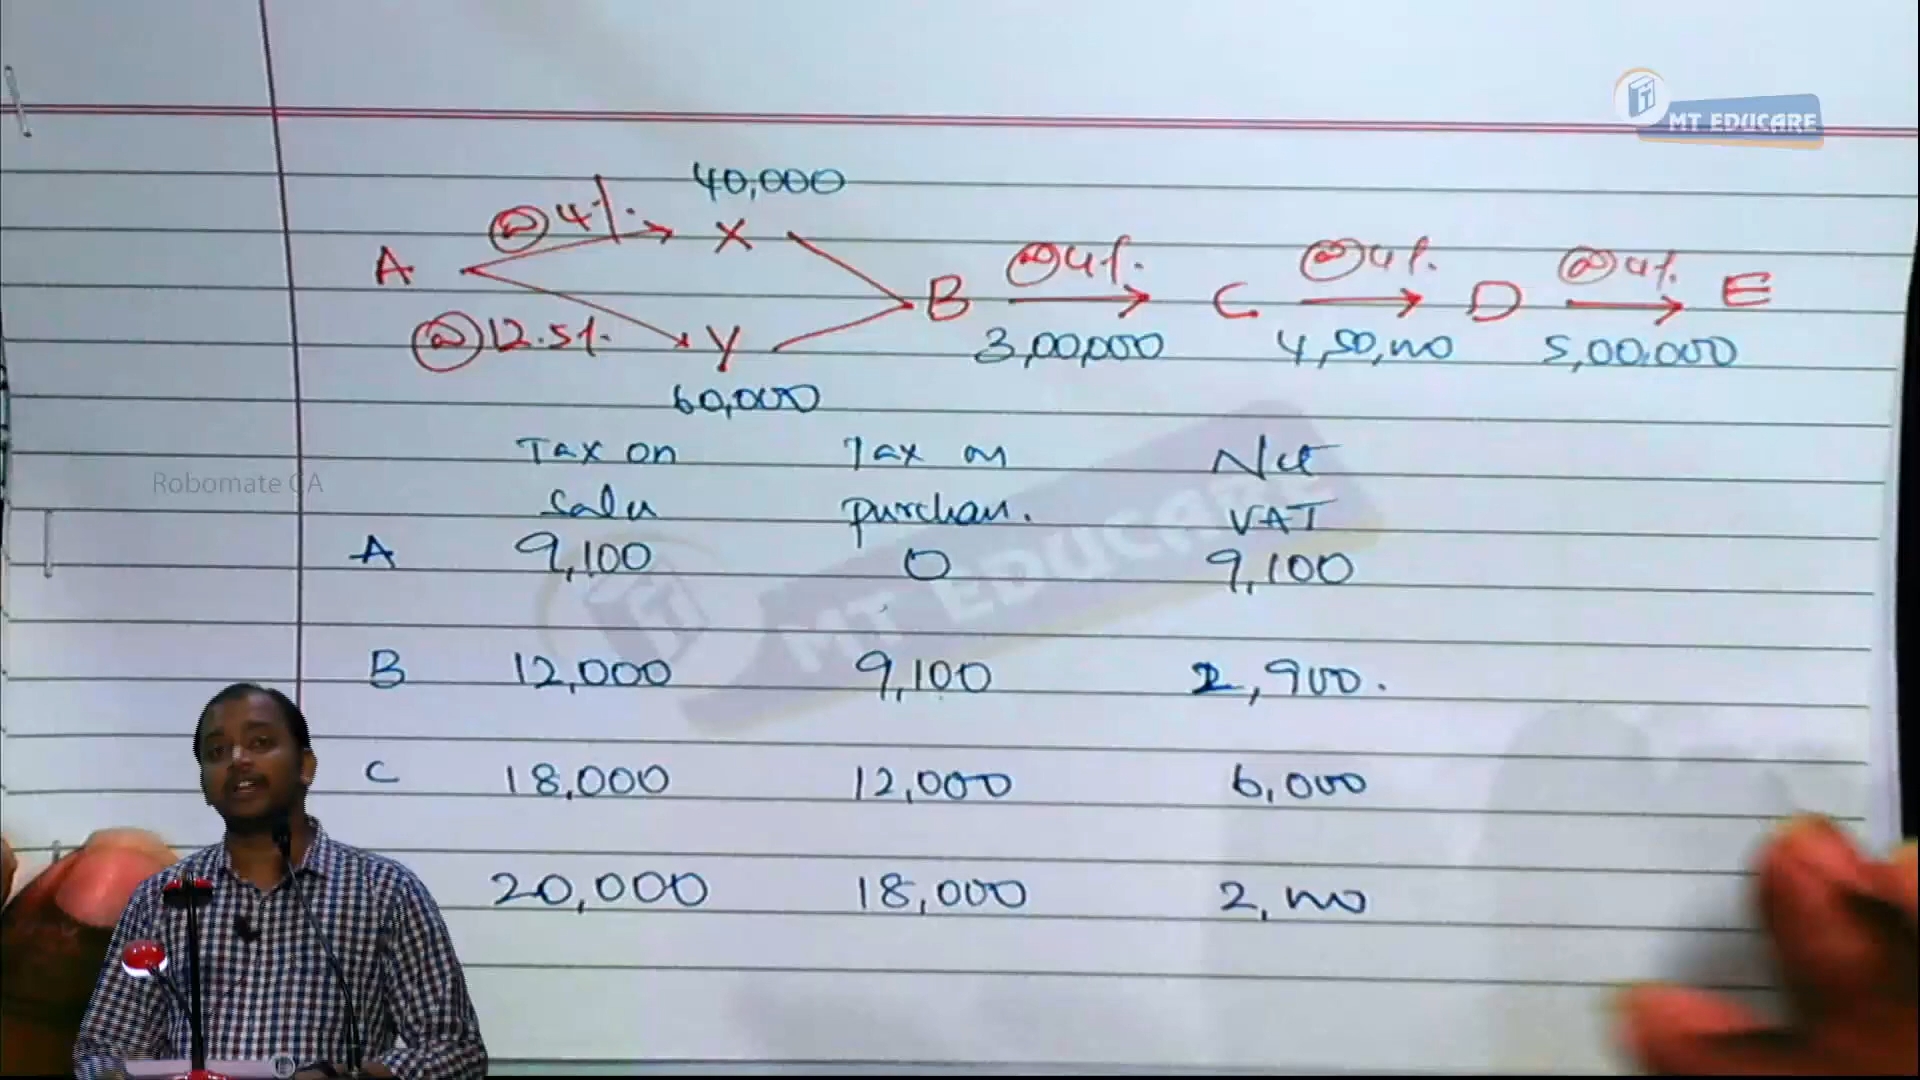 MT EDUCARE
40,000
A @ 4% X
B @ 4% C @ 4% D @ 4% E
@ 12.5% Y
3,00,000 4,50,000 5,00,000
60,000
Tax on Tax on Net
Sales purchase. VAT
Robomate CA
A 9,100 0 9,100
B 12,000 9,100 2,900.
C 18,000 12,000 6,000
20,000 18,000 2,000
MT EDUCARE